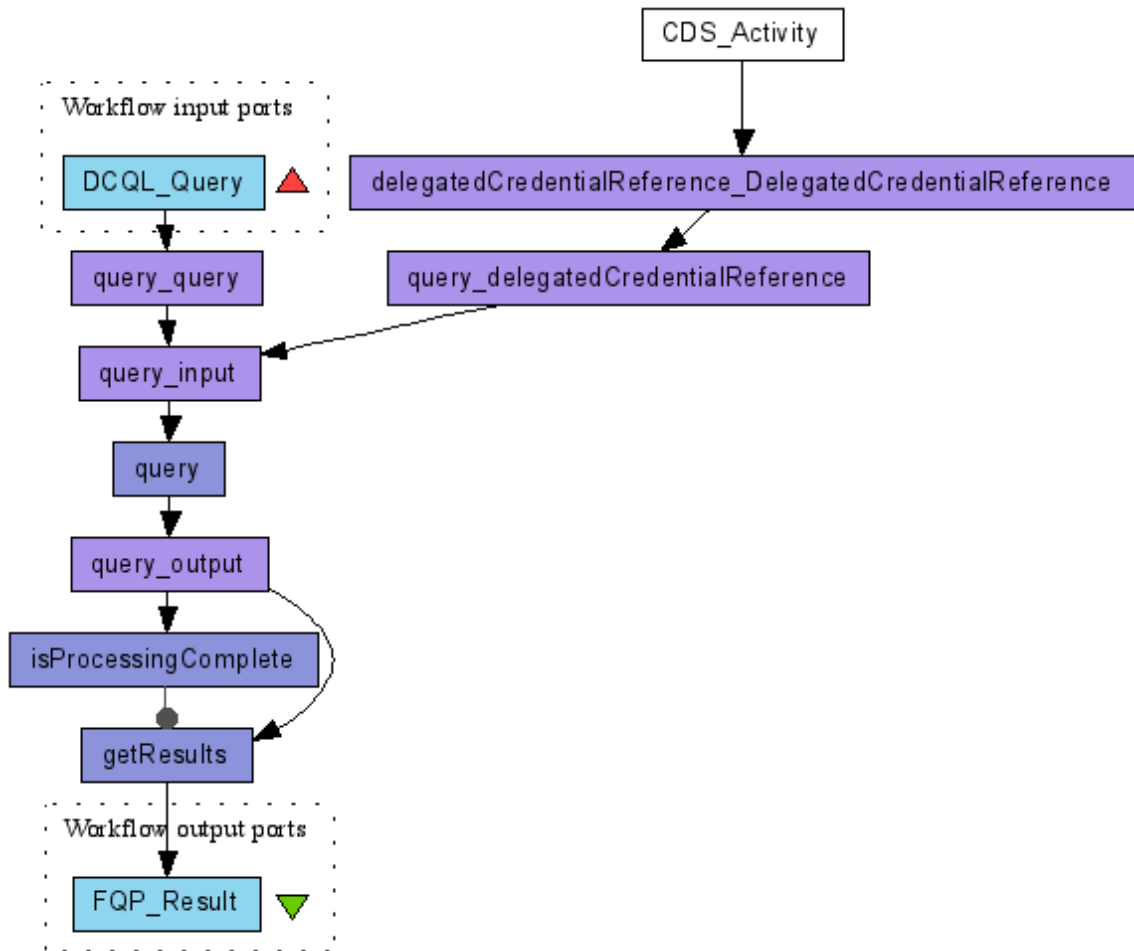 CDS_Activity
Workflow input ports
DCQL_Query
delegatedCredentialReference_DelegatedCredentialReference
query_query
query_delegatedCredentialReference
query_input
query
query_output
isProcessingComplete
getResults
Workflow output ports
FQP_Result